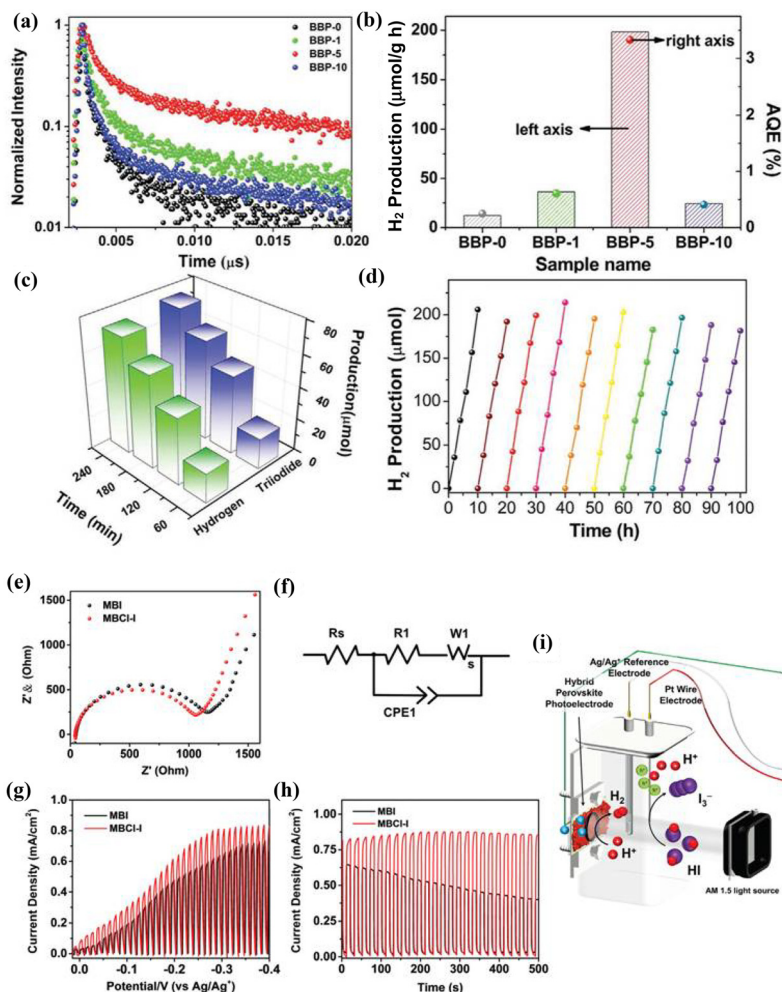 (a)
BBP-0
BBP-1
BBP-5
BBP-10
Normalized Intensity
1
0.1
0.01
0.005 0.010 0.015 0.020
Time (μs)
(b)
H2 Production (μmol/g h)
200
150
100
50
0
right axis
left axis
3
2
1
0
AQE (%)
BBP-0 BBP-1 BBP-5 BBP-10
Sample name
(c)
Production(μmol)
80
60
40
20
0
240
180
120
60
Time (min)
Hydrogen
Triiodide
(d)
H2 Production (μmol)
200
150
100
50
0
0 10 20 30 40 50 60 70 80 90 100
Time (h)
(e)
MBI
MBCl-I
Z' & (Ohm)
1500
1000
500
0
0 250 500 750 1000 1250 1500
Z' (Ohm)
(f)
Rs R1 W1
s
CPE1
(g)
MBI
MBCl-I
Current Density (mA/cm2)
1.0
0.8
0.6
0.4
0.2
0.0
0.0 -0.1 -0.2 -0.3 -0.4
Potential/V (vs Ag/Ag+)
(h)
MBI
MBCl-I
Current Density (mA/cm2)
1.00
0.75
0.50
0.25
0.00
0 100 200 300 400 500
Time (s)
(i)
Ag/Ag+ Reference
Electrode
Hybrid
Perovskite
Photoelectrode
Pt Wire
Electrode
H+
H2
I3−
H+
HI
AM 1.5 light source